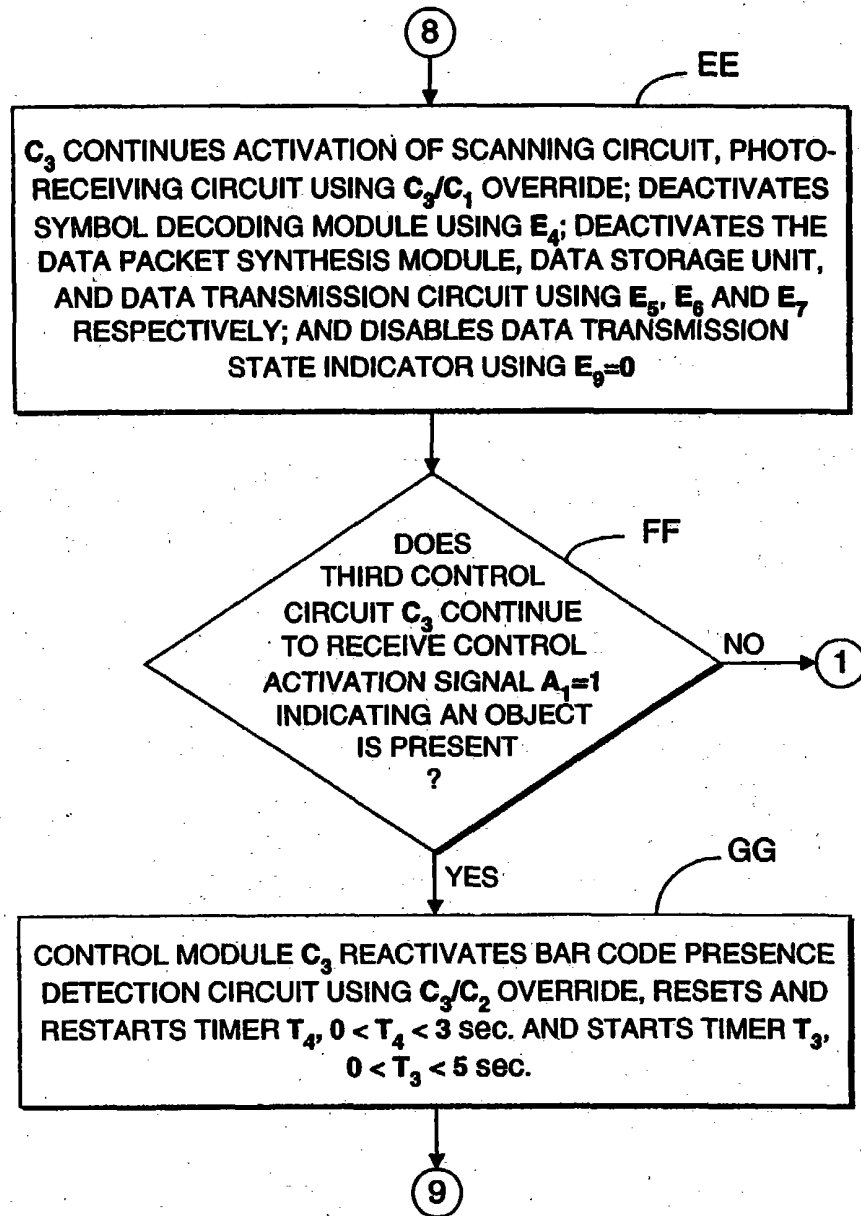 8
EE
C₃ CONTINUES ACTIVATION OF SCANNING CIRCUIT, PHOTO-
RECEIVING CIRCUIT USING C₃/C₁ OVERRIDE; DEACTIVATES
SYMBOL DECODING MODULE USING E₄; DEACTIVATES THE
DATA PACKET SYNTHESIS MODULE, DATA STORAGE UNIT,
AND DATA TRANSMISSION CIRCUIT USING E₅, E₆ AND E₇
RESPECTIVELY; AND DISABLES DATA TRANSMISSION
STATE INDICATOR USING E₉=0
FF
DOES
THIRD CONTROL
CIRCUIT C₃ CONTINUE
TO RECEIVE CONTROL
ACTIVATION SIGNAL A₁=1
INDICATING AN OBJECT
IS PRESENT
?
NO
1
YES
GG
CONTROL MODULE C₃ REACTIVATES BAR CODE PRESENCE
DETECTION CIRCUIT USING C₃/C₂ OVERRIDE, RESETS AND
RESTARTS TIMER T₄, 0 < T₄ < 3 sec. AND STARTS TIMER T₃,
0 < T₃ < 5 sec.
9